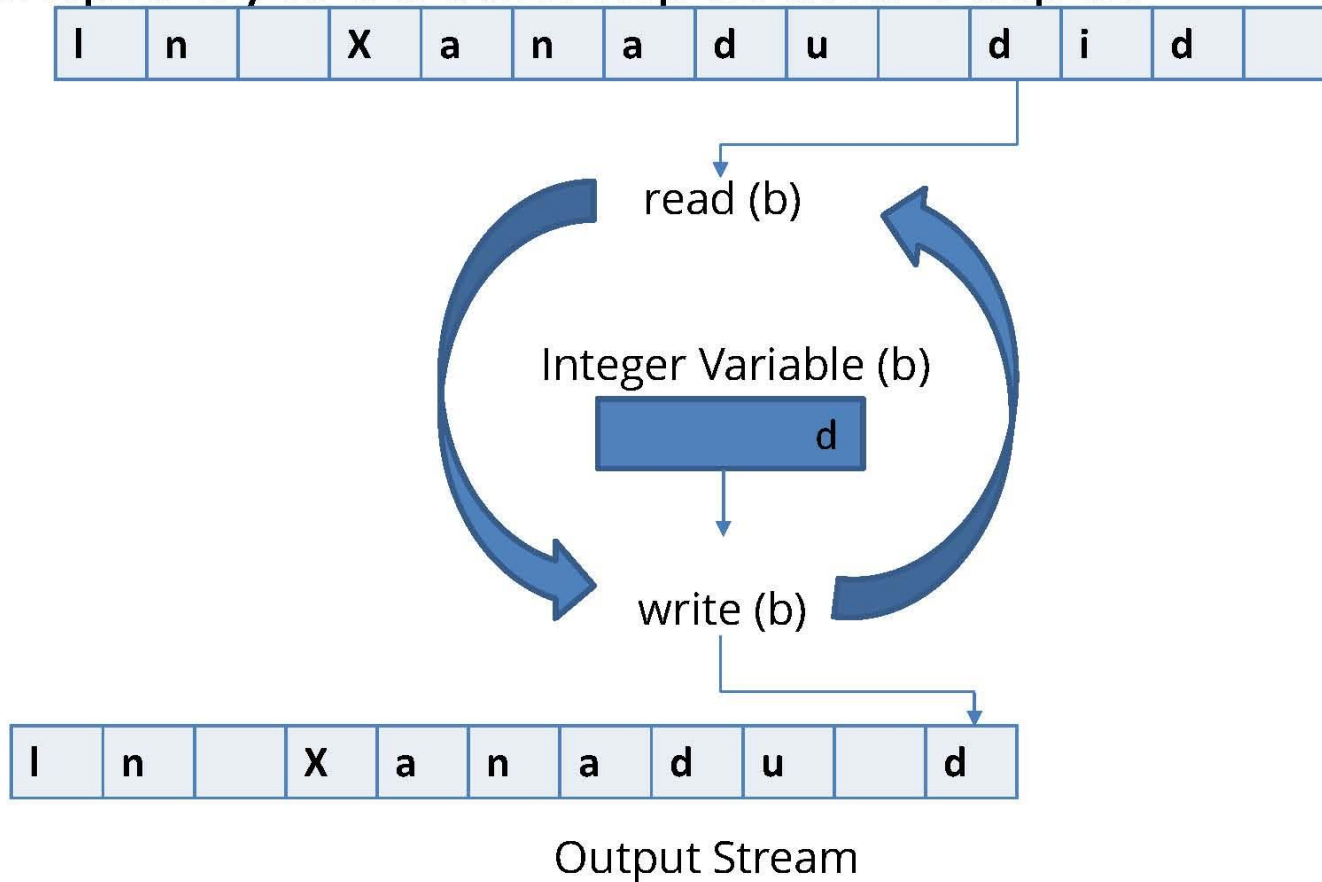 I n X a n a d u d i d
read (b)
Integer Variable (b)
d
write (b)
I n X a n a d u d
Output Stream